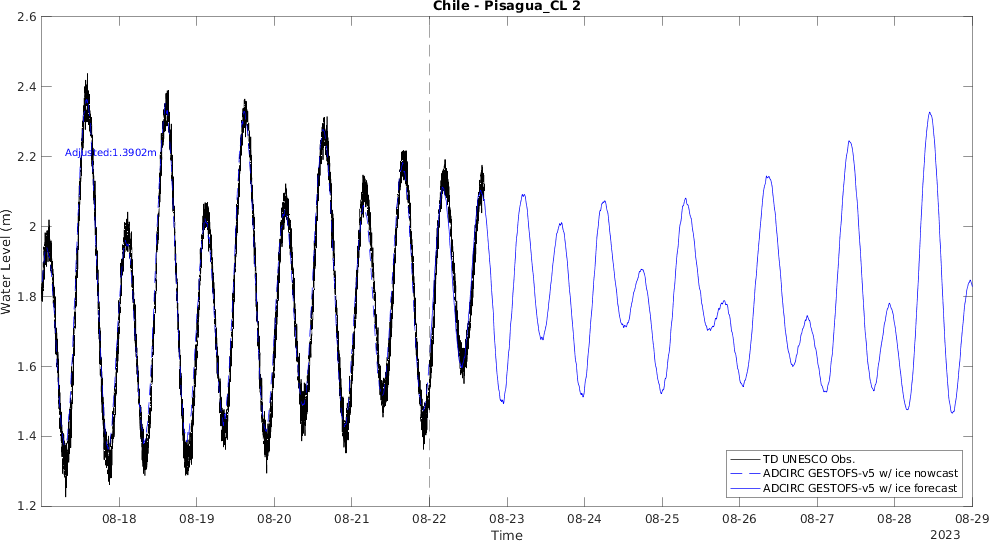 Chile - Pisagua_CL 2
2.6
2.4
2.2
2
1.8
1.6
1.4
1.2
Water Level (m)
Adjusted:1.3902m
TD UNESCO Obs.
ADCIRC GESTOFS-v5 w/ ice nowcast
ADCIRC GESTOFS-v5 w/ ice forecast
08-18 08-19 08-20 08-21 08-22 08-23 08-24 08-25 08-26 08-27 08-28 08-29
Time
2023